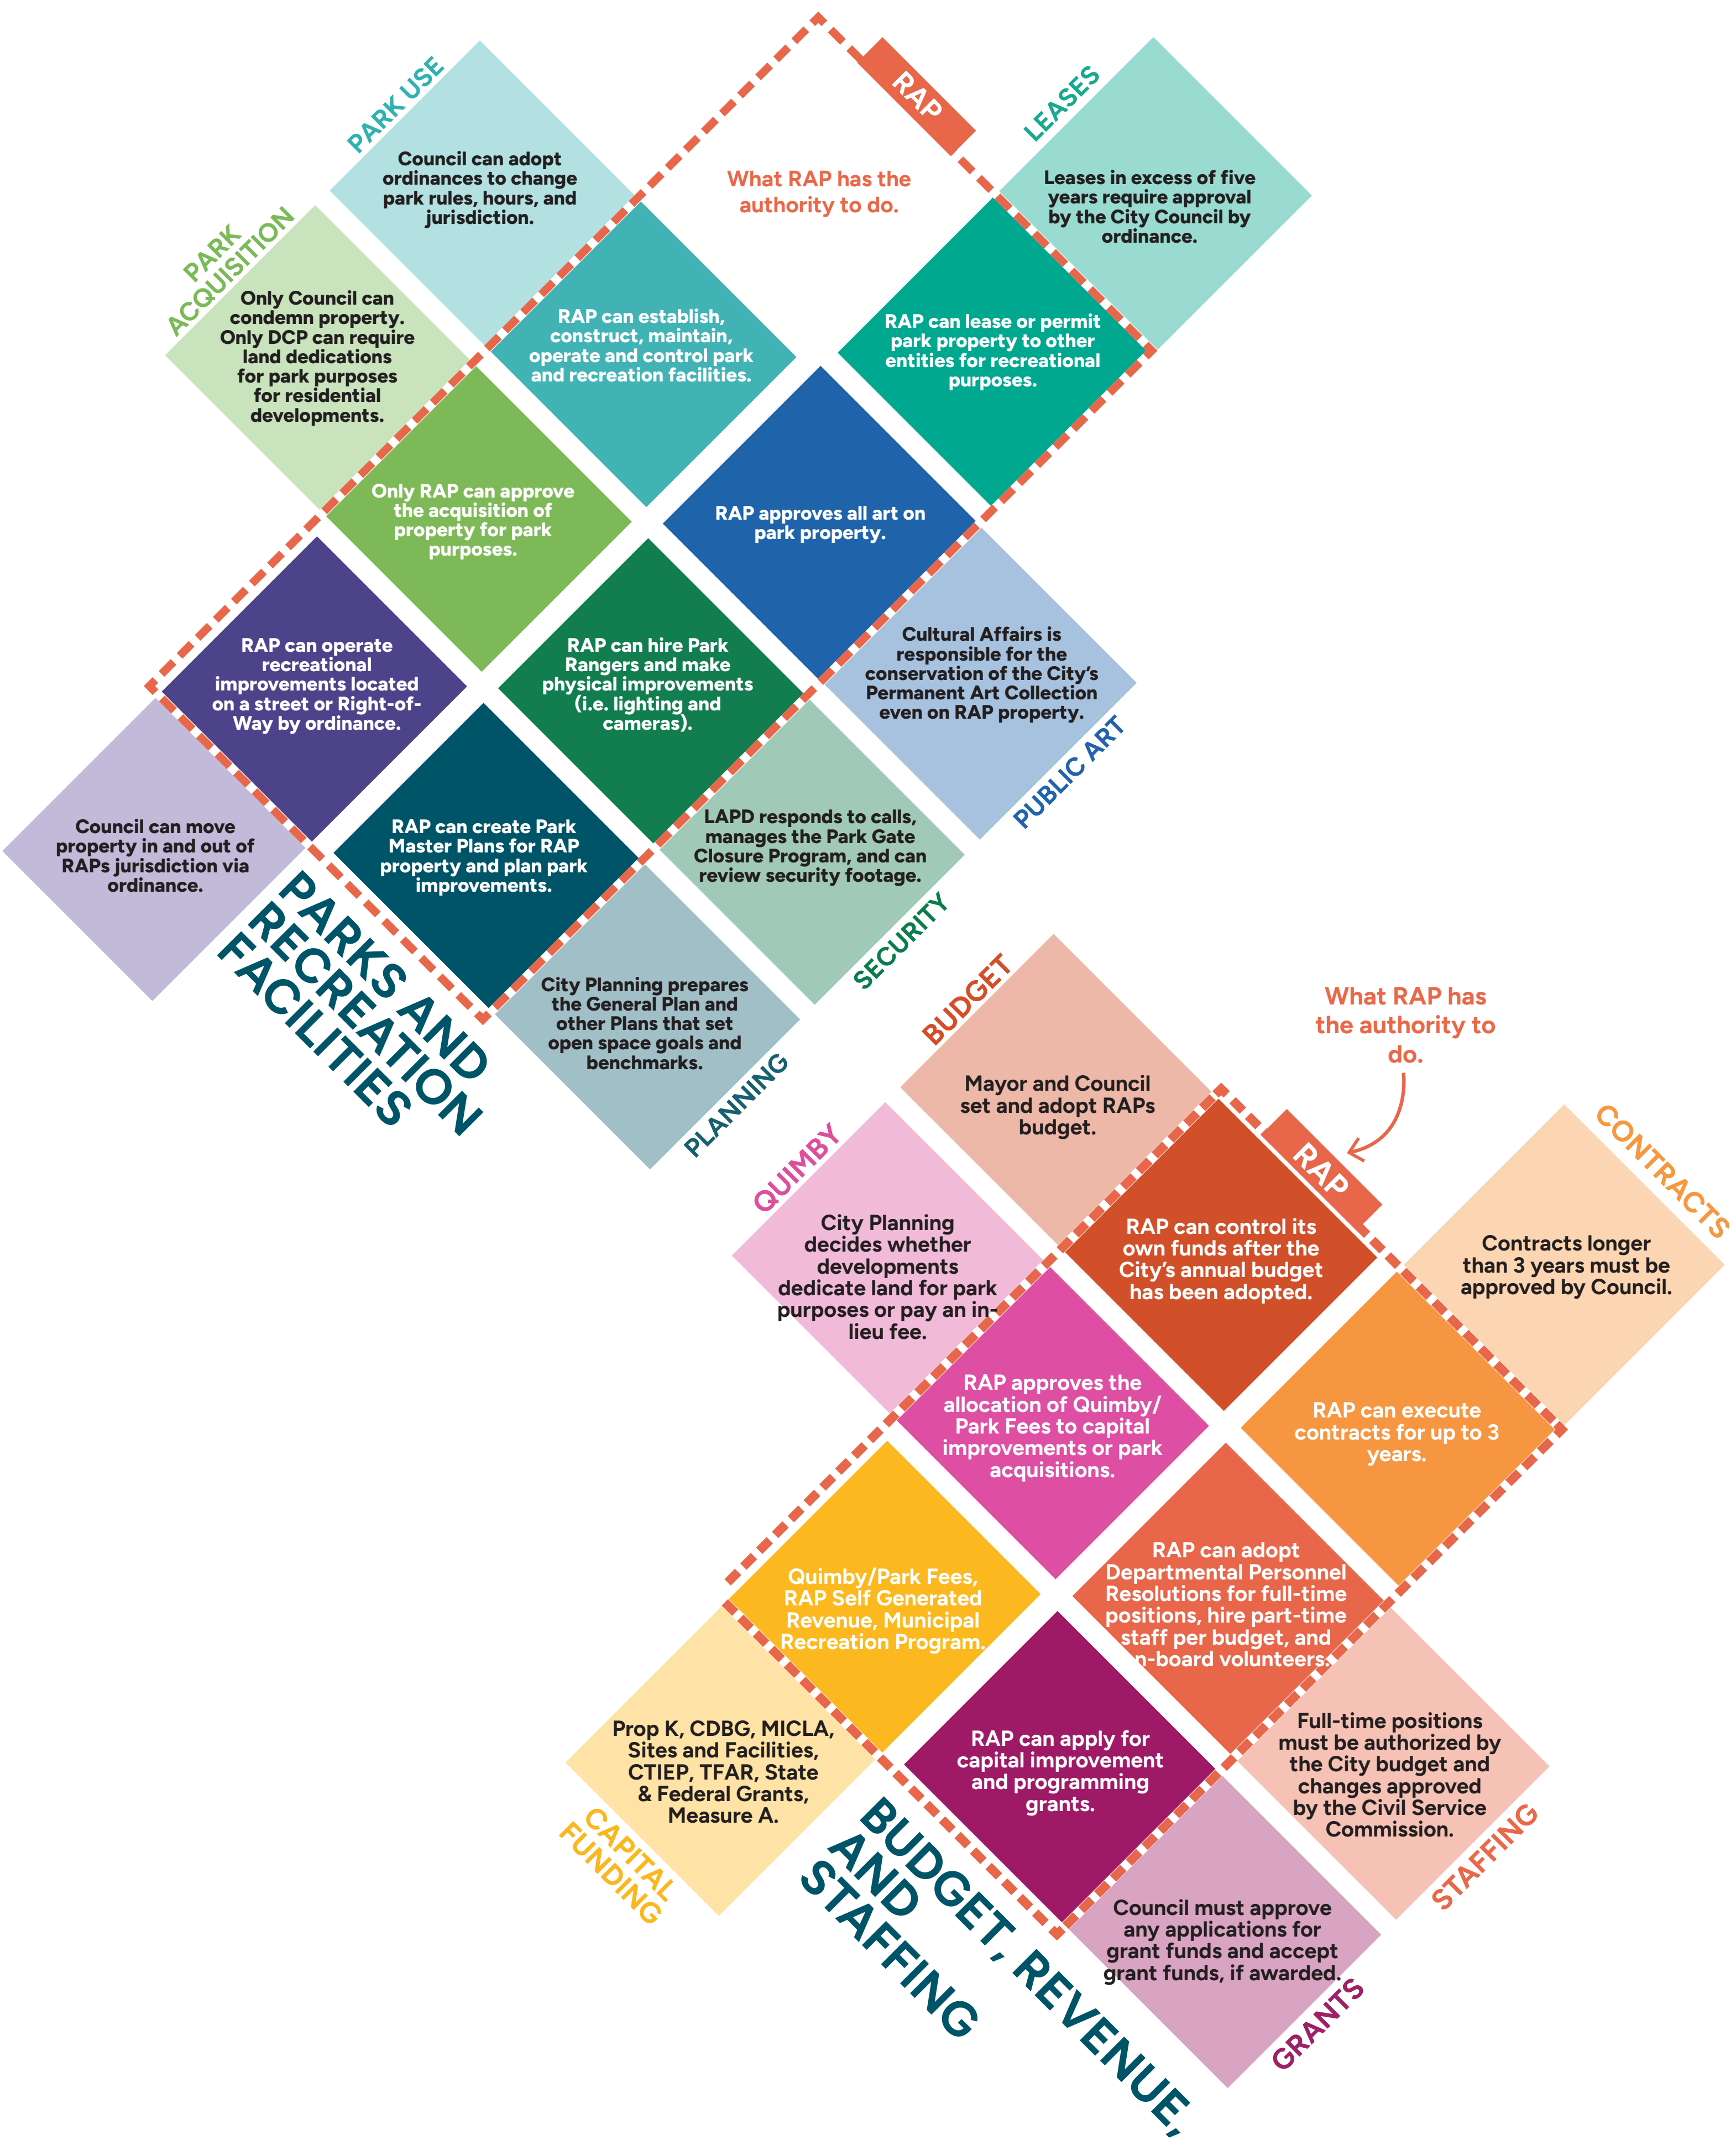 PARK USE
Council can adopt
ordinances to change
park rules, hours, and
jurisdiction.
RAP
What RAP has the
authority to do.
LEASES
Leases in excess of five
years require approval
by the City Council by
ordinance.
PARK
ACQUISITION
Only Council can
condemn property.
Only DCP can require
land dedications
for park purposes
for residential
developments.
RAP can establish,
construct, maintain,
operate and control park
and recreation facilities.
RAP can lease or permit
park property to other
entities for recreational
purposes.
Only RAP can approve
the acquisition of
property for park
purposes.
RAP approves all art on
park property.
RAP can operate
recreational
improvements located
on a street or Right-of-
Way by ordinance.
RAP can hire Park
Rangers and make
physical improvements
(i.e. lighting and
cameras).
Cultural Affairs is
responsible for the
conservation of the City's
Permanent Art Collection
even on RAP property.
PUBLIC ART
Council can move
property in and out of
RAPs jurisdiction via
ordinance.
RAP can create Park
Master Plans for RAP
property and plan park
improvements.
LAPD responds to calls,
manages the Park Gate
Closure Program, and can
review security footage.
SECURITY
PARKS AND
RECREATION
FACILITIES
City Planning prepares
the General Plan and
other Plans that set
open space goals and
benchmarks.
PLANNING
BUDGET
Mayor and Council
set and adopt RAPs
budget.
What RAP has
the authority to
do.
RAP
CONTRACTS
Contracts longer
than 3 years must be
approved by Council.
QUIMBY
City Planning
decides whether
developments
dedicate land for park
purposes or pay an in-
lieu fee.
RAP can control its
own funds after the
City's annual budget
has been adopted.
RAP approves the
allocation of Quimby/
Park Fees to capital
improvements or park
acquisitions.
RAP can execute
contracts for up to 3
years.
Quimby/Park Fees,
RAP Self Generated
Revenue, Municipal
Recreation Program.
RAP can adopt
Departmental Personnel
Resolutions for full-time
positions, hire part-time
staff per budget, and
n-board volunteers.
Prop K, CDBG, MICLA,
Sites and Facilities,
CTIEP, TFAR, State
& Federal Grants,
Measure A.
CAPITAL
FUNDING
RAP can apply for
capital improvement
and programming
grants.
Full-time positions
must be authorized by
the City budget and
changes approved
by the Civil Service
Commission.
STAFFING
BUDGET, REVENUE,
AND
STAFFING
Council must approve
any applications for
grant funds and accept
grant funds, if awarded.
GRANTS